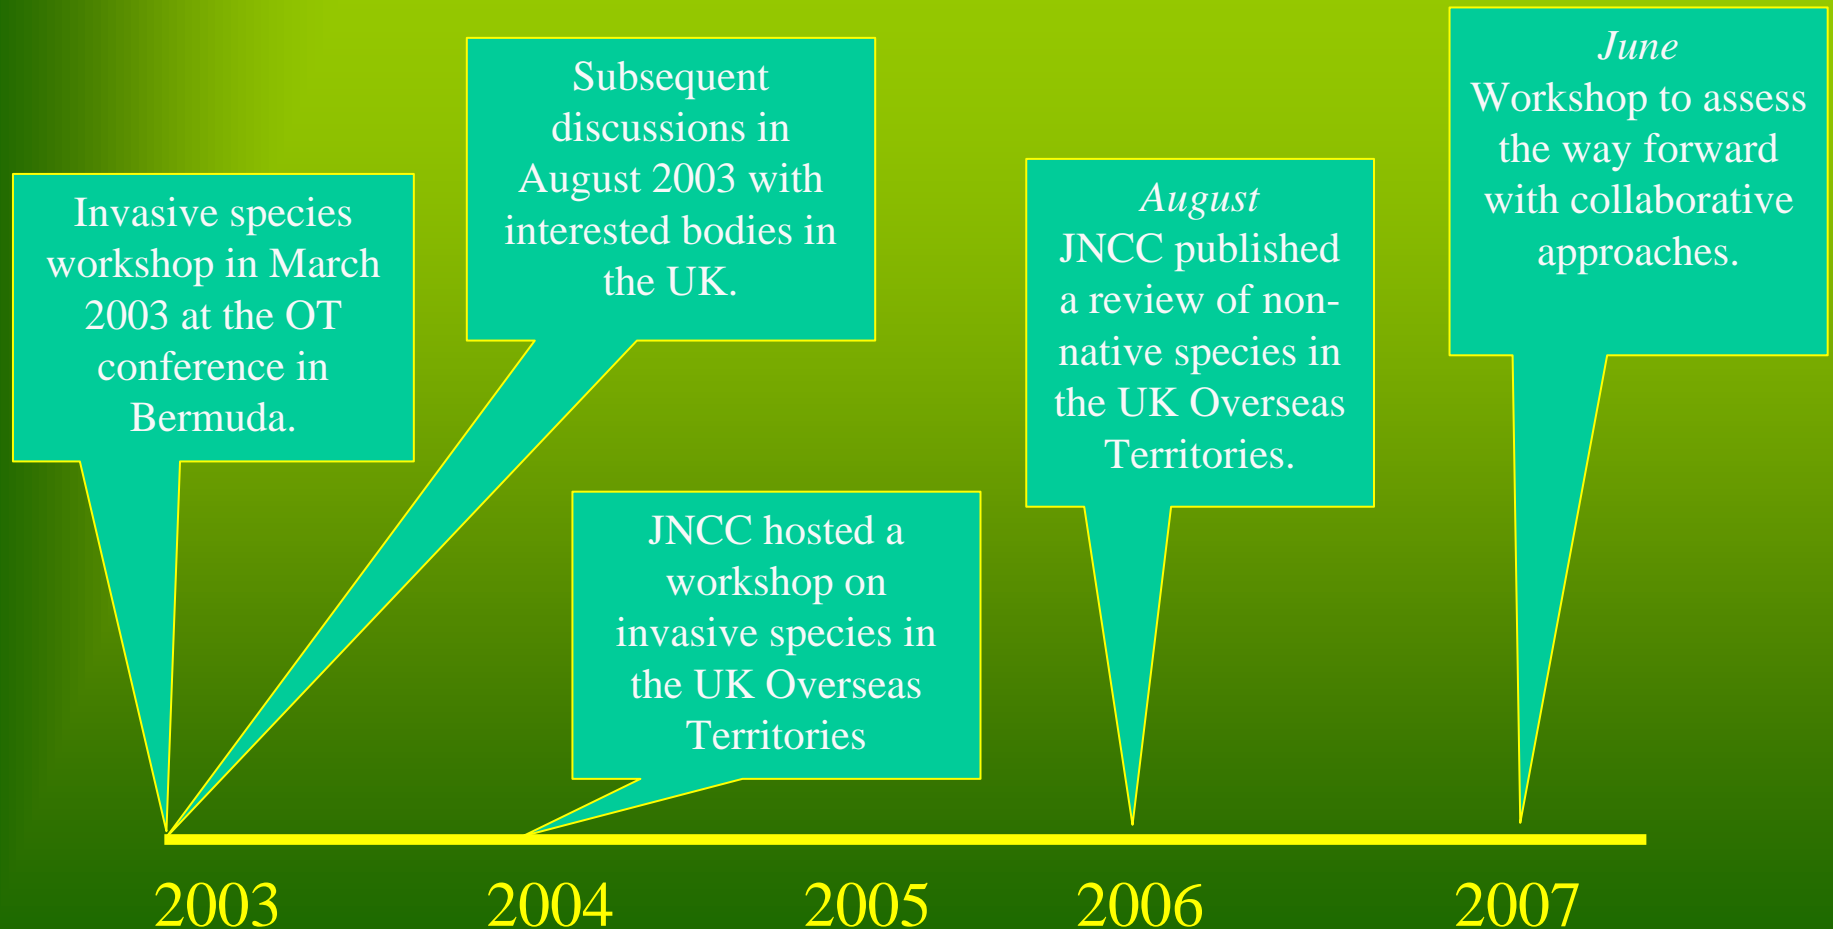 Invasive species
workshop in March
2003 at the OT
conference in
Bermuda.
Subsequent
discussions in
August 2003 with
interested bodies in
the UK.
JNCC hosted a
workshop on
invasive species in
the UK Overseas
Territories
August
JNCC published
a review of non-
native species in
the UK Overseas
Territories.
June
Workshop to assess
the way forward
with collaborative
approaches.
2003
2004
2005
2006
2007